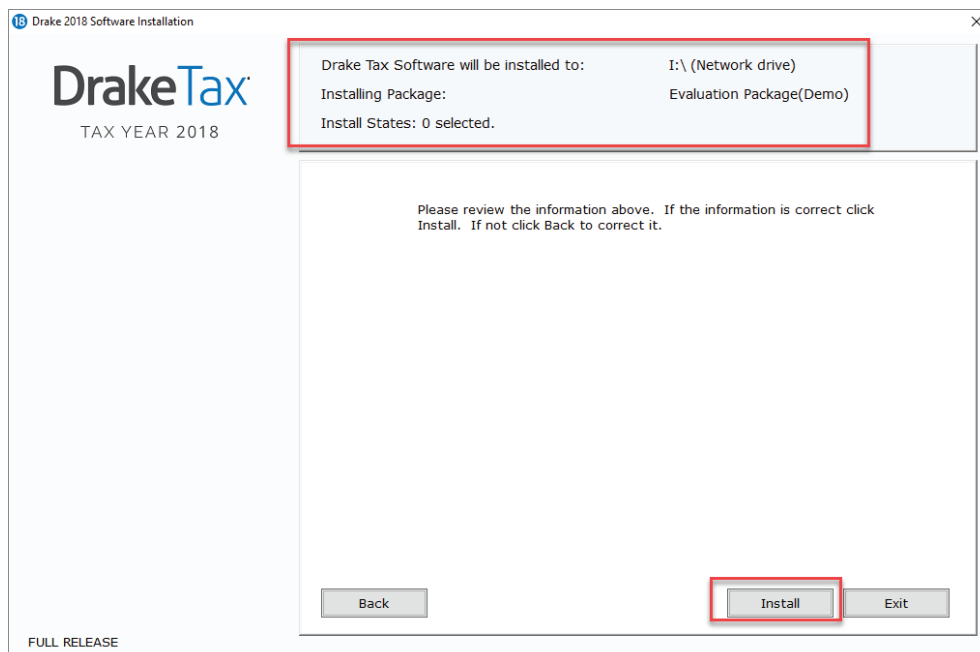 18 Drake 2018 Software Installation
DrakeTax
TAX YEAR 2018
Drake Tax Software will be installed to: I:\ (Network drive)
Installing Package: Evaluation Package(Demo)
Install States: 0 selected.
Please review the information above.  If the information is correct click
Install.  If not click Back to correct it.
Back Install Exit
FULL RELEASE